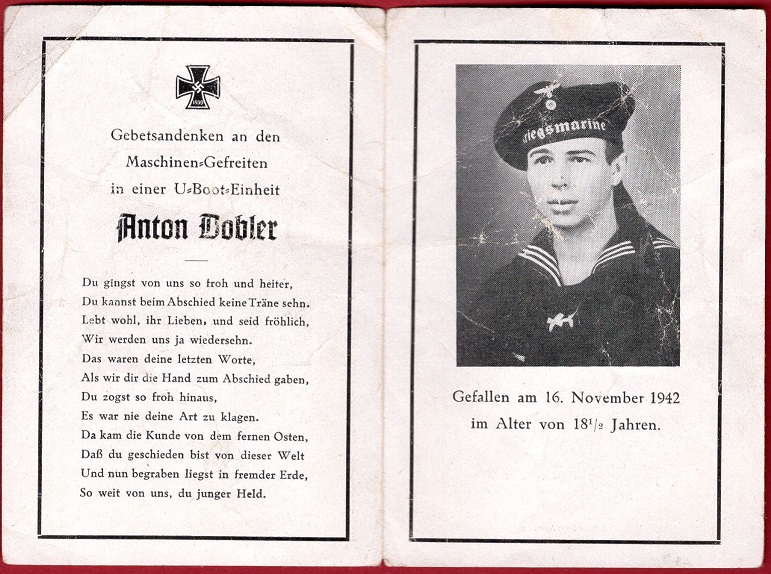 Gebetsandenken an den
Maschinen⸗Gefreiten
in einer U⸗Boot⸗Einheit
Anton Dobler
Du gingst von uns so froh und heiter,
Du kannst beim Abschied keine Träne sehn.
Lebt wohl, ihr Lieben, und seid fröhlich,
Wir werden uns ja wiedersehn.
Das waren deine letzten Worte,
Als wir dir die Hand zum Abschied gaben,
Du zogst so froh hinaus,
Es war nie deine Art zu klagen.
Da kam die Kunde von dem fernen Osten,
Daß du geschieden bist von dieser Welt
Und nun begraben liegst in fremder Erde,
So weit von uns, du junger Held.
riegsmarine
Gefallen am 16. November 1942
im Alter von 18¹/₂ Jahren.